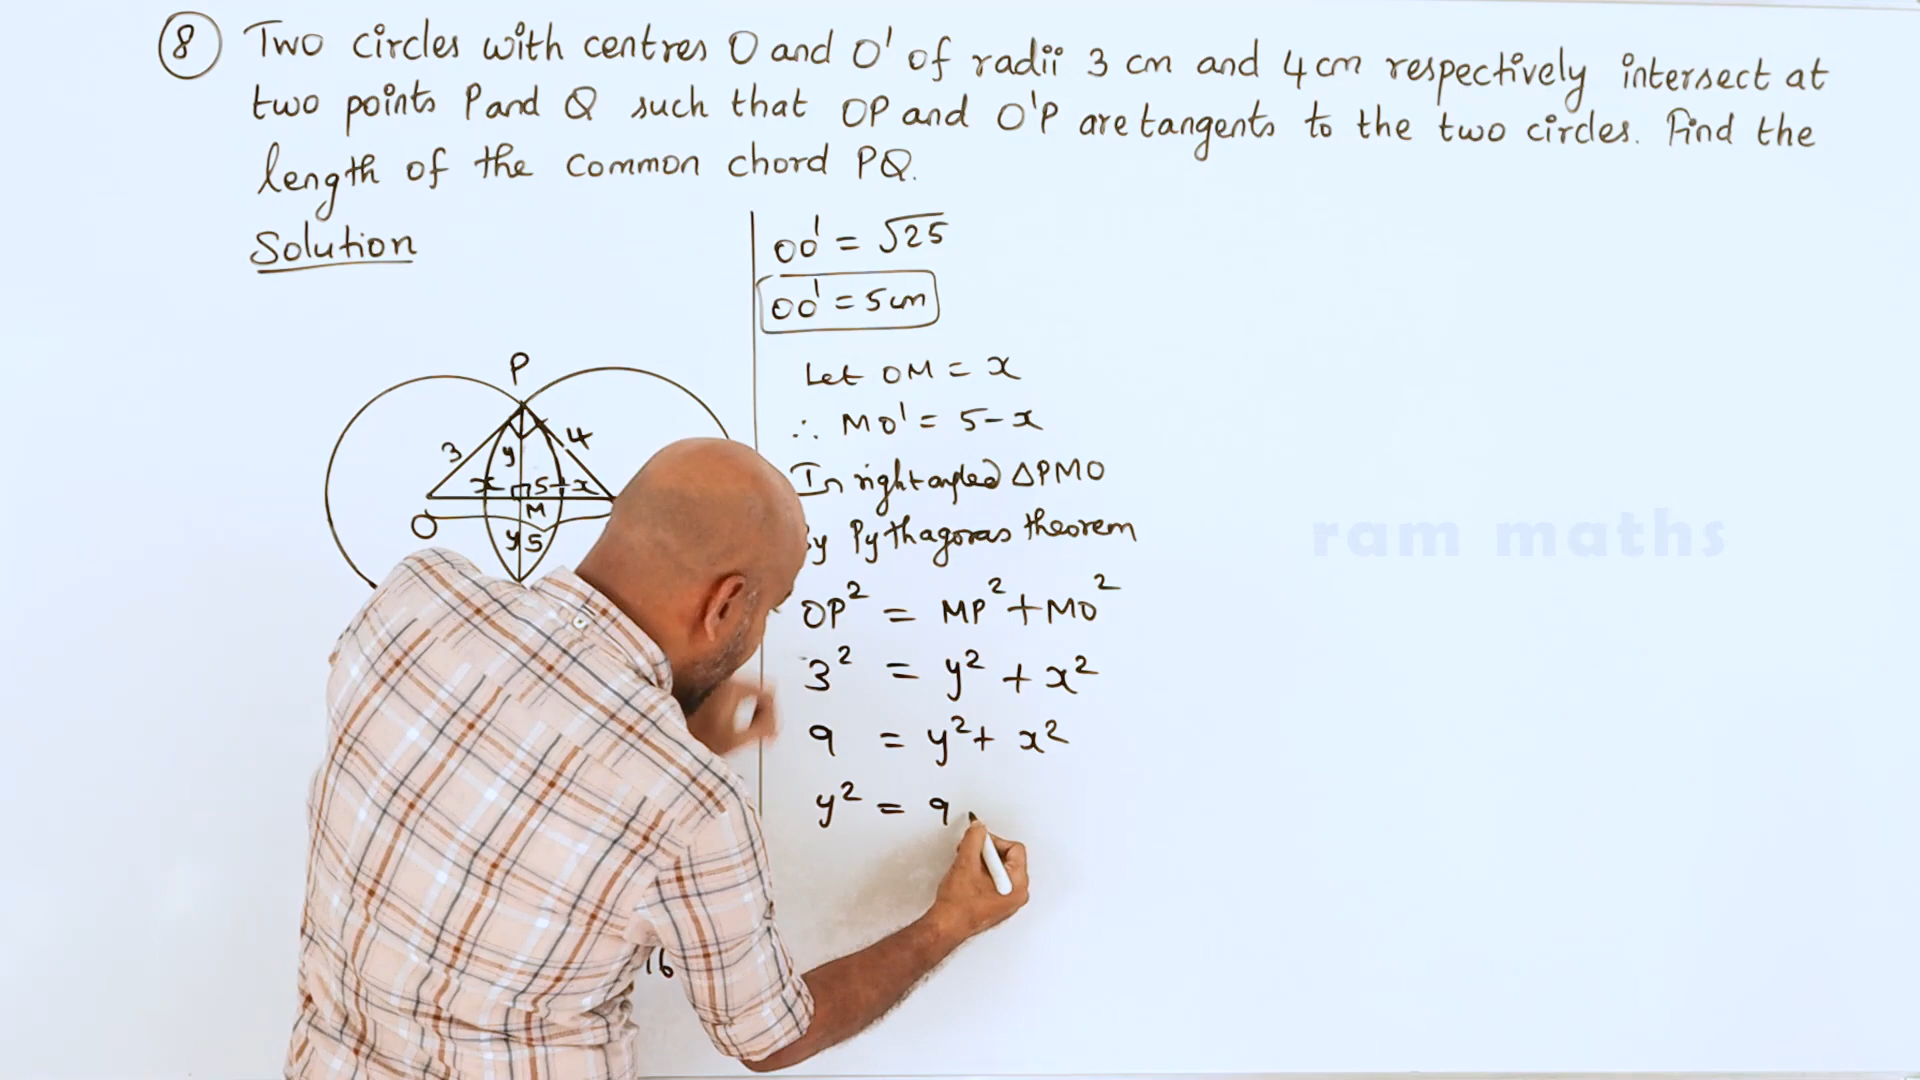 8 Two circles with centres O and O' of radii 3 cm and 4 cm respectively intersect at
two points P and Q such that OP and O'P are tangents to the two circles. Find the
length of the common chord PQ.
Solution
P
3
4
y
x
5-x
O
M
y
5
16
OO' = √25
OO' = 5cm
Let OM = x
∴ MO' = 5-x
In right angled ΔPMO
By Pythagoras theorem
OP² = MP² + MO²
3² = y² + x²
9 = y² + x²
y² = 9
ram maths